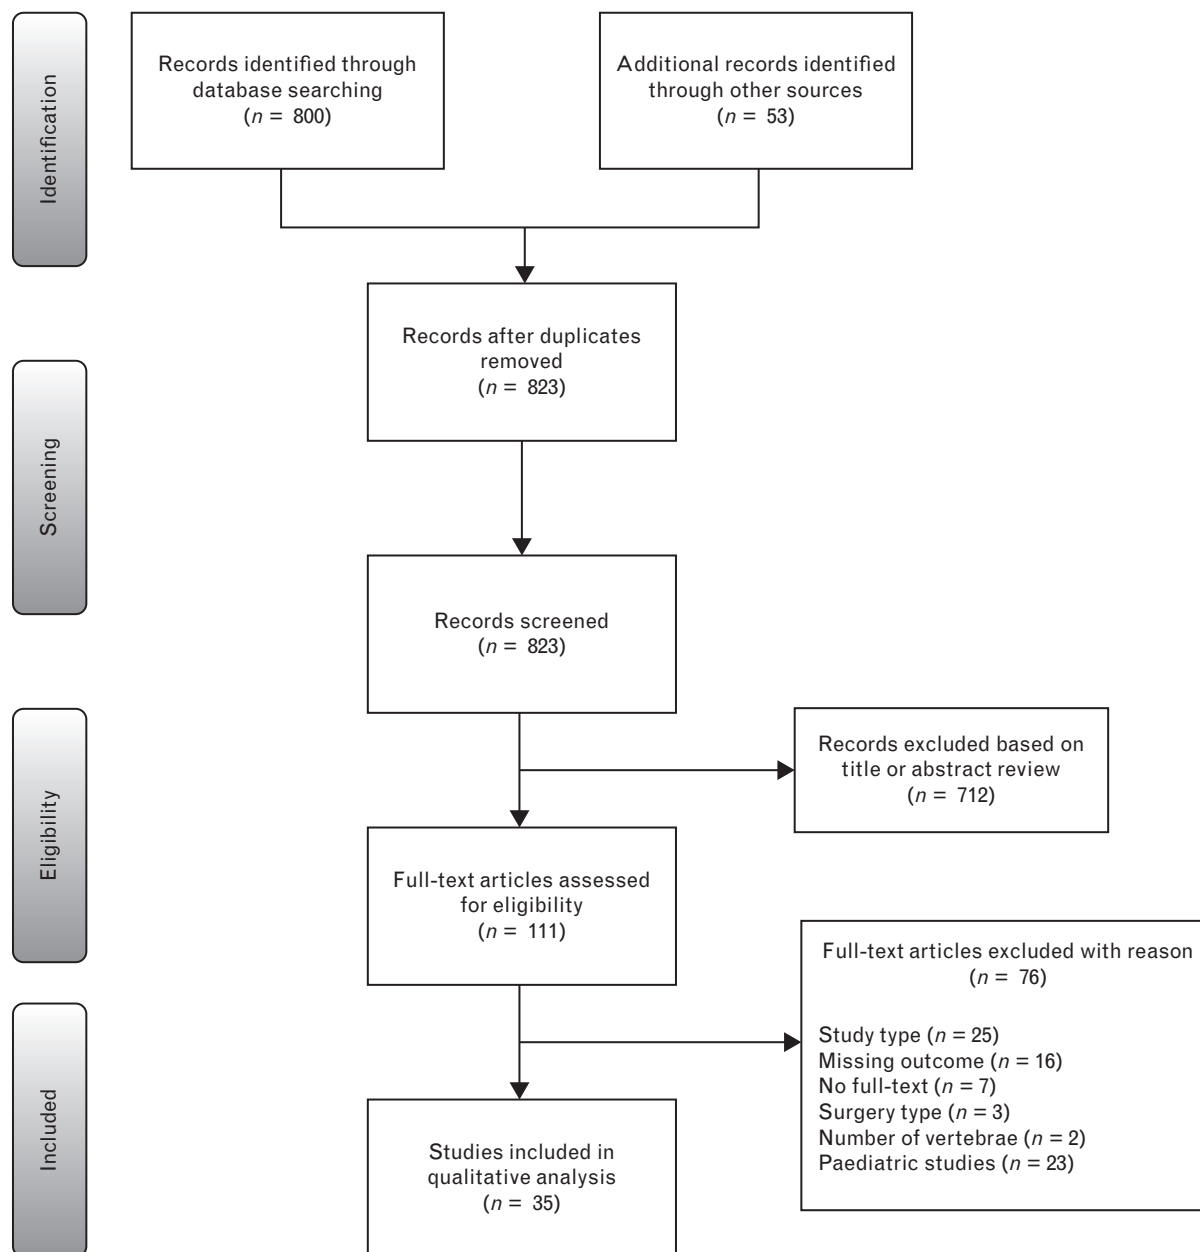 Identification
Records identified through
database searching
(n = 800)
Additional records identified
through other sources
(n = 53)
Records after duplicates
removed
(n = 823)
Screening
Records screened
(n = 823)
Eligibility
Records excluded based on
title or abstract review
(n = 712)
Full-text articles assessed
for eligibility
(n = 111)
Full-text articles excluded with reason
(n = 76)
Study type (n = 25)
Missing outcome (n = 16)
No full-text (n = 7)
Surgery type (n = 3)
Number of vertebrae (n = 2)
Paediatric studies (n = 23)
Included
Studies included in
qualitative analysis
(n = 35)